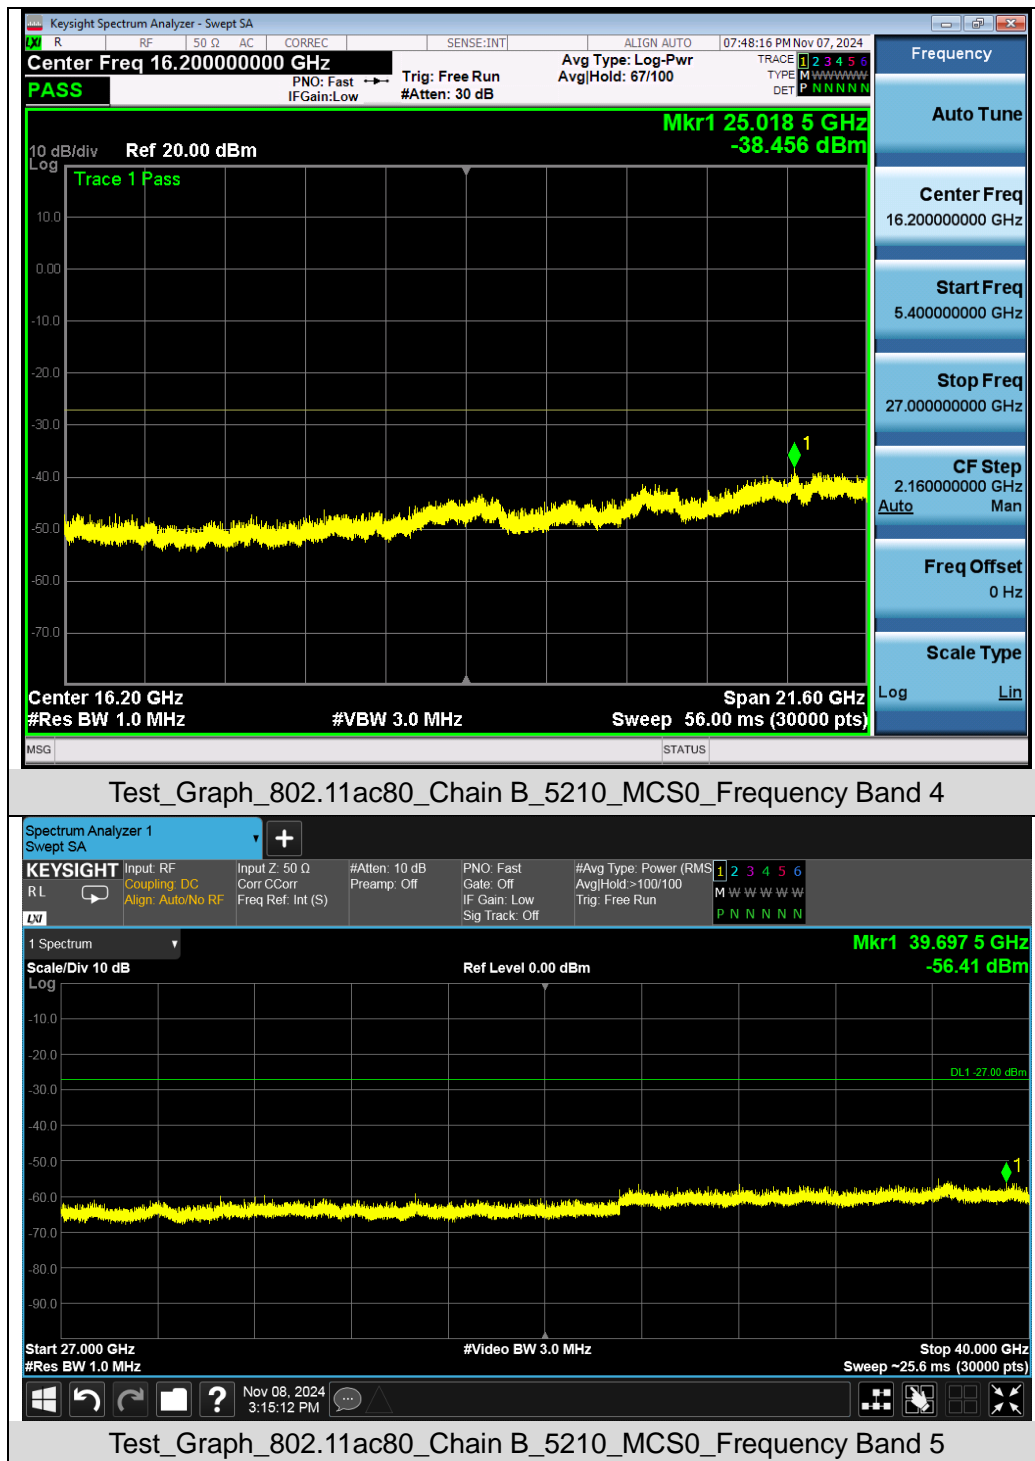 Keysight Spectrum Analyzer - Swept SA
LXI R RF 50 Ω AC CORREC SENSE:INT ALIGN AUTO 07:48:16 PM Nov 07, 2024
Center Freq 16.200000000 GHz
PNO: Fast
IFGain:Low
Trig: Free Run
#Atten: 30 dB
Avg Type: Log-Pwr
Avg|Hold: 67/100
TRACE 1 2 3 4 5 6
TYPE M W W W W W
DET P N N N N N
PASS
Mkr1 25.018 5 GHz
-38.456 dBm
10 dB/div Ref 20.00 dBm
Log
Trace 1 Pass
10.0
0.00
-10.0
-20.0
-30.0
1
-40.0
-50.0
-60.0
-70.0
Center 16.20 GHz Span 21.60 GHz
#Res BW 1.0 MHz #VBW 3.0 MHz Sweep 56.00 ms (30000 pts)
MSG STATUS
Frequency
Auto Tune
Center Freq
16.200000000 GHz
Start Freq
5.400000000 GHz
Stop Freq
27.000000000 GHz
CF Step
2.160000000 GHz
Auto Man
Freq Offset
0 Hz
Scale Type
Log Lin
Test_Graph_802.11ac80_Chain B_5210_MCS0_Frequency Band 4
Spectrum Analyzer 1
Swept SA
+
KEYSIGHT
RL
LXI
Input: RF
Coupling: DC
Align: Auto/No RF
Input Z: 50 Ω
Corr CCorr
Freq Ref: Int (S)
#Atten: 10 dB
Preamp: Off
PNO: Fast
Gate: Off
IF Gain: Low
Sig Track: Off
#Avg Type: Power (RMS
Avg|Hold:>100/100
Trig: Free Run
1 2 3 4 5 6
M W W W W W
P N N N N N
1 Spectrum
Mkr1 39.697 5 GHz
Scale/Div 10 dB Ref Level 0.00 dBm -56.41 dBm
Log
-10.0
-20.0
DL1 -27.00 dBm
-30.0
-40.0
-50.0
1
-60.0
-70.0
-80.0
-90.0
Start 27.000 GHz #Video BW 3.0 MHz Stop 40.000 GHz
#Res BW 1.0 MHz Sweep ~25.6 ms (30000 pts)
?
Nov 08, 2024
3:15:12 PM
Test_Graph_802.11ac80_Chain B_5210_MCS0_Frequency Band 5